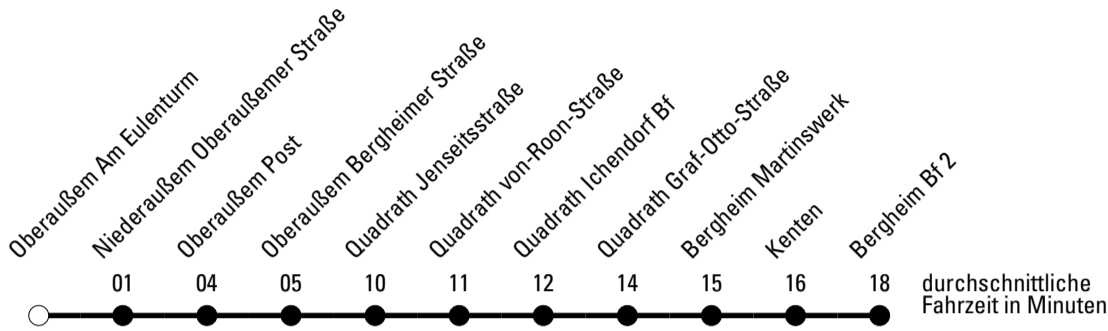 Oberaußem Am Eulenturm
Niederaußem Oberaußemer Straße
Oberaußem Post
Oberaußem Bergheimer Straße
Quadrath Jenseitsstraße
Quadrath von-Roon-Straße
Quadrath Ichendorf Bf
Quadrath Graf-Otto-Straße
Bergheim Martinswerk
Kenten
Bergheim Bf 2
01 04 05 10 11 12 14 15 16 18
durchschnittliche
Fahrzeit in Minuten